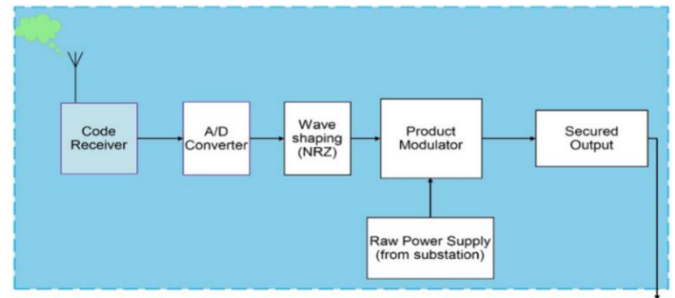 Code
Receiver
A/D
Converter
Wave
shaping
(NRZ)
Product
Modulator
Secured
Output
Raw Power Supply
(from substation)